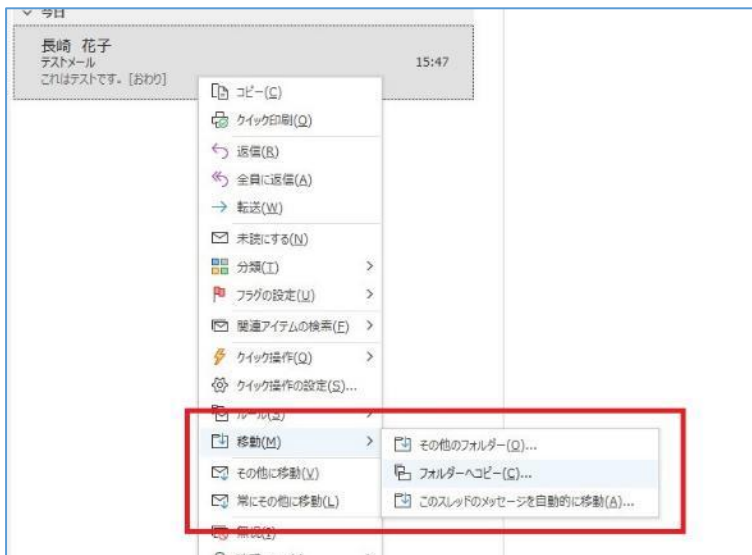 今日
長崎 花子
テストメール 15:47
これはテストです。[おわり]
コピー(C)
クイック印刷(Q)
返信(R)
全員に返信(A)
転送(W)
未読にする(N)
分類(T)
フラグの設定(U)
関連アイテムの検索(F)
クイック操作(Q)
クイック操作の設定(S)...
ルール(S)
移動(M)
その他のフォルダー(O)...
フォルダーへコピー(C)...
このスレッドのメッセージを自動的に移動(A)...
その他に移動(V)
常にその他に移動(L)
無視(I)